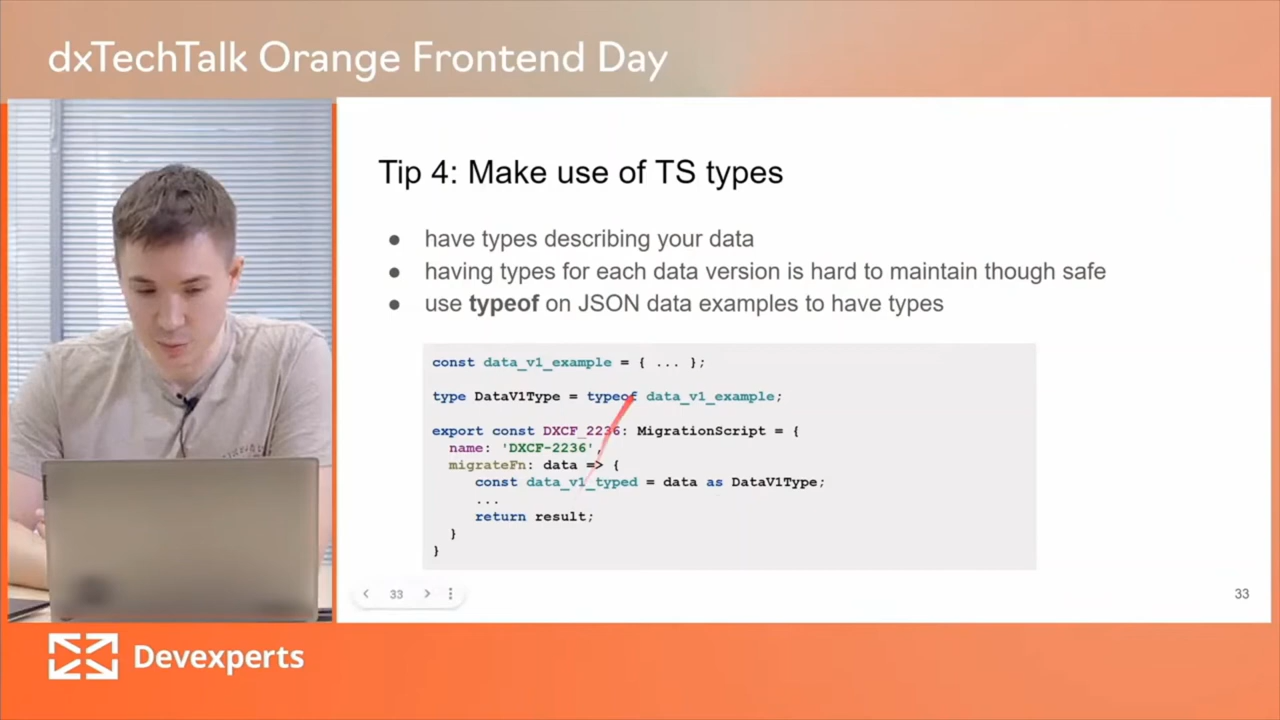 dxTechTalk Orange Frontend Day
Tip 4: Make use of TS types
● have types describing your data
● having types for each data version is hard to maintain though safe
● use typeof on JSON data examples to have types
const data_v1_example = { ... };
type DataV1Type = typeof data_v1_example;
export const DXCF_2236: MigrationScript = {
name: 'DXCF-2236',
migrateFn: data => {
const data_v1_typed = data as DataV1Type;
...
return result;
}
}
33
33
Devexperts